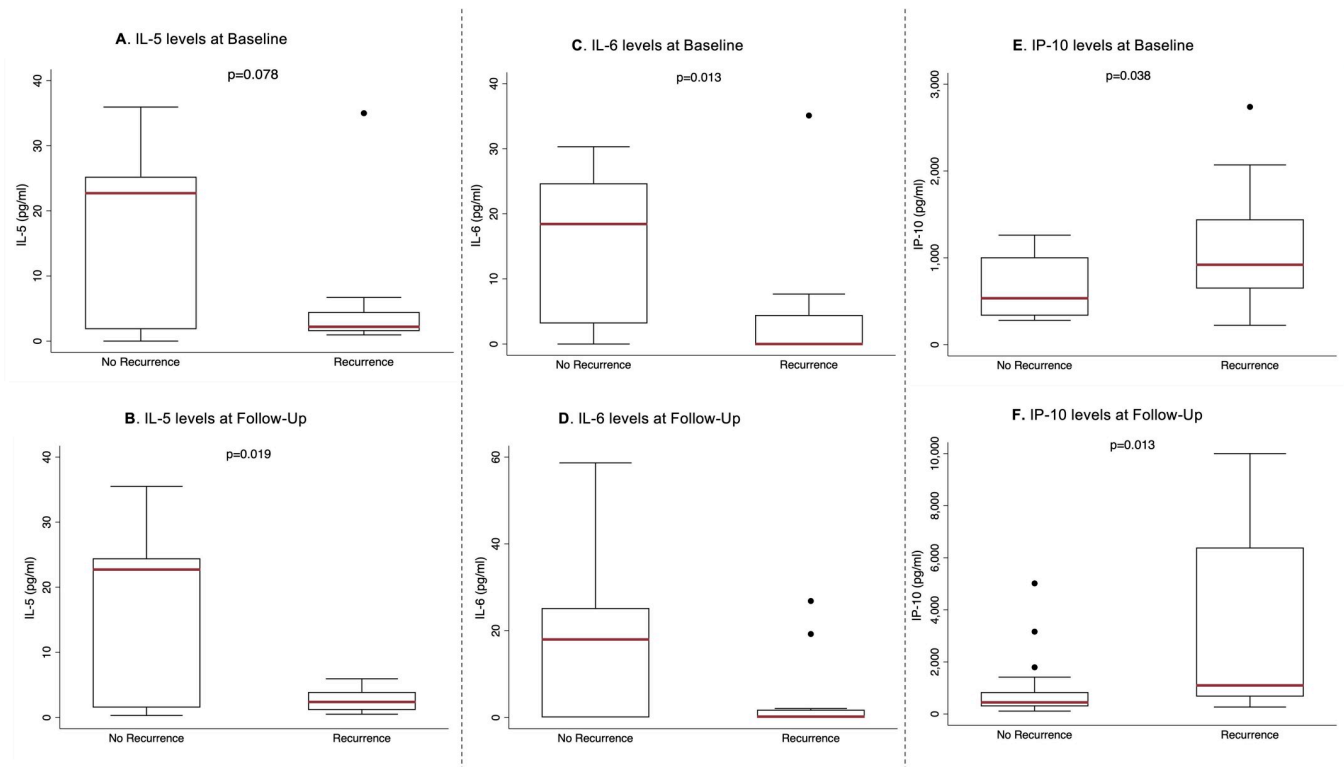 A. IL-5 levels at Baseline
p=0.078
IL-5 (pg/ml)
40
30
20
10
0
No Recurrence
Recurrence
B. IL-5 levels at Follow-Up
p=0.019
IL-5 (pg/ml)
40
30
20
10
0
No Recurrence
Recurrence
C. IL-6 levels at Baseline
p=0.013
IL-6 (pg/ml)
40
30
20
10
0
No Recurrence
Recurrence
D. IL-6 levels at Follow-Up
IL-6 (pg/ml)
60
40
20
0
No Recurrence
Recurrence
E. IP-10 levels at Baseline
p=0.038
IP-10 (pg/ml)
3,000
2,000
1,000
0
No Recurrence
Recurrence
F. IP-10 levels at Follow-Up
p=0.013
IP-10 (pg/ml)
10,000
8,000
6,000
4,000
2,000
0
No Recurrence
Recurrence